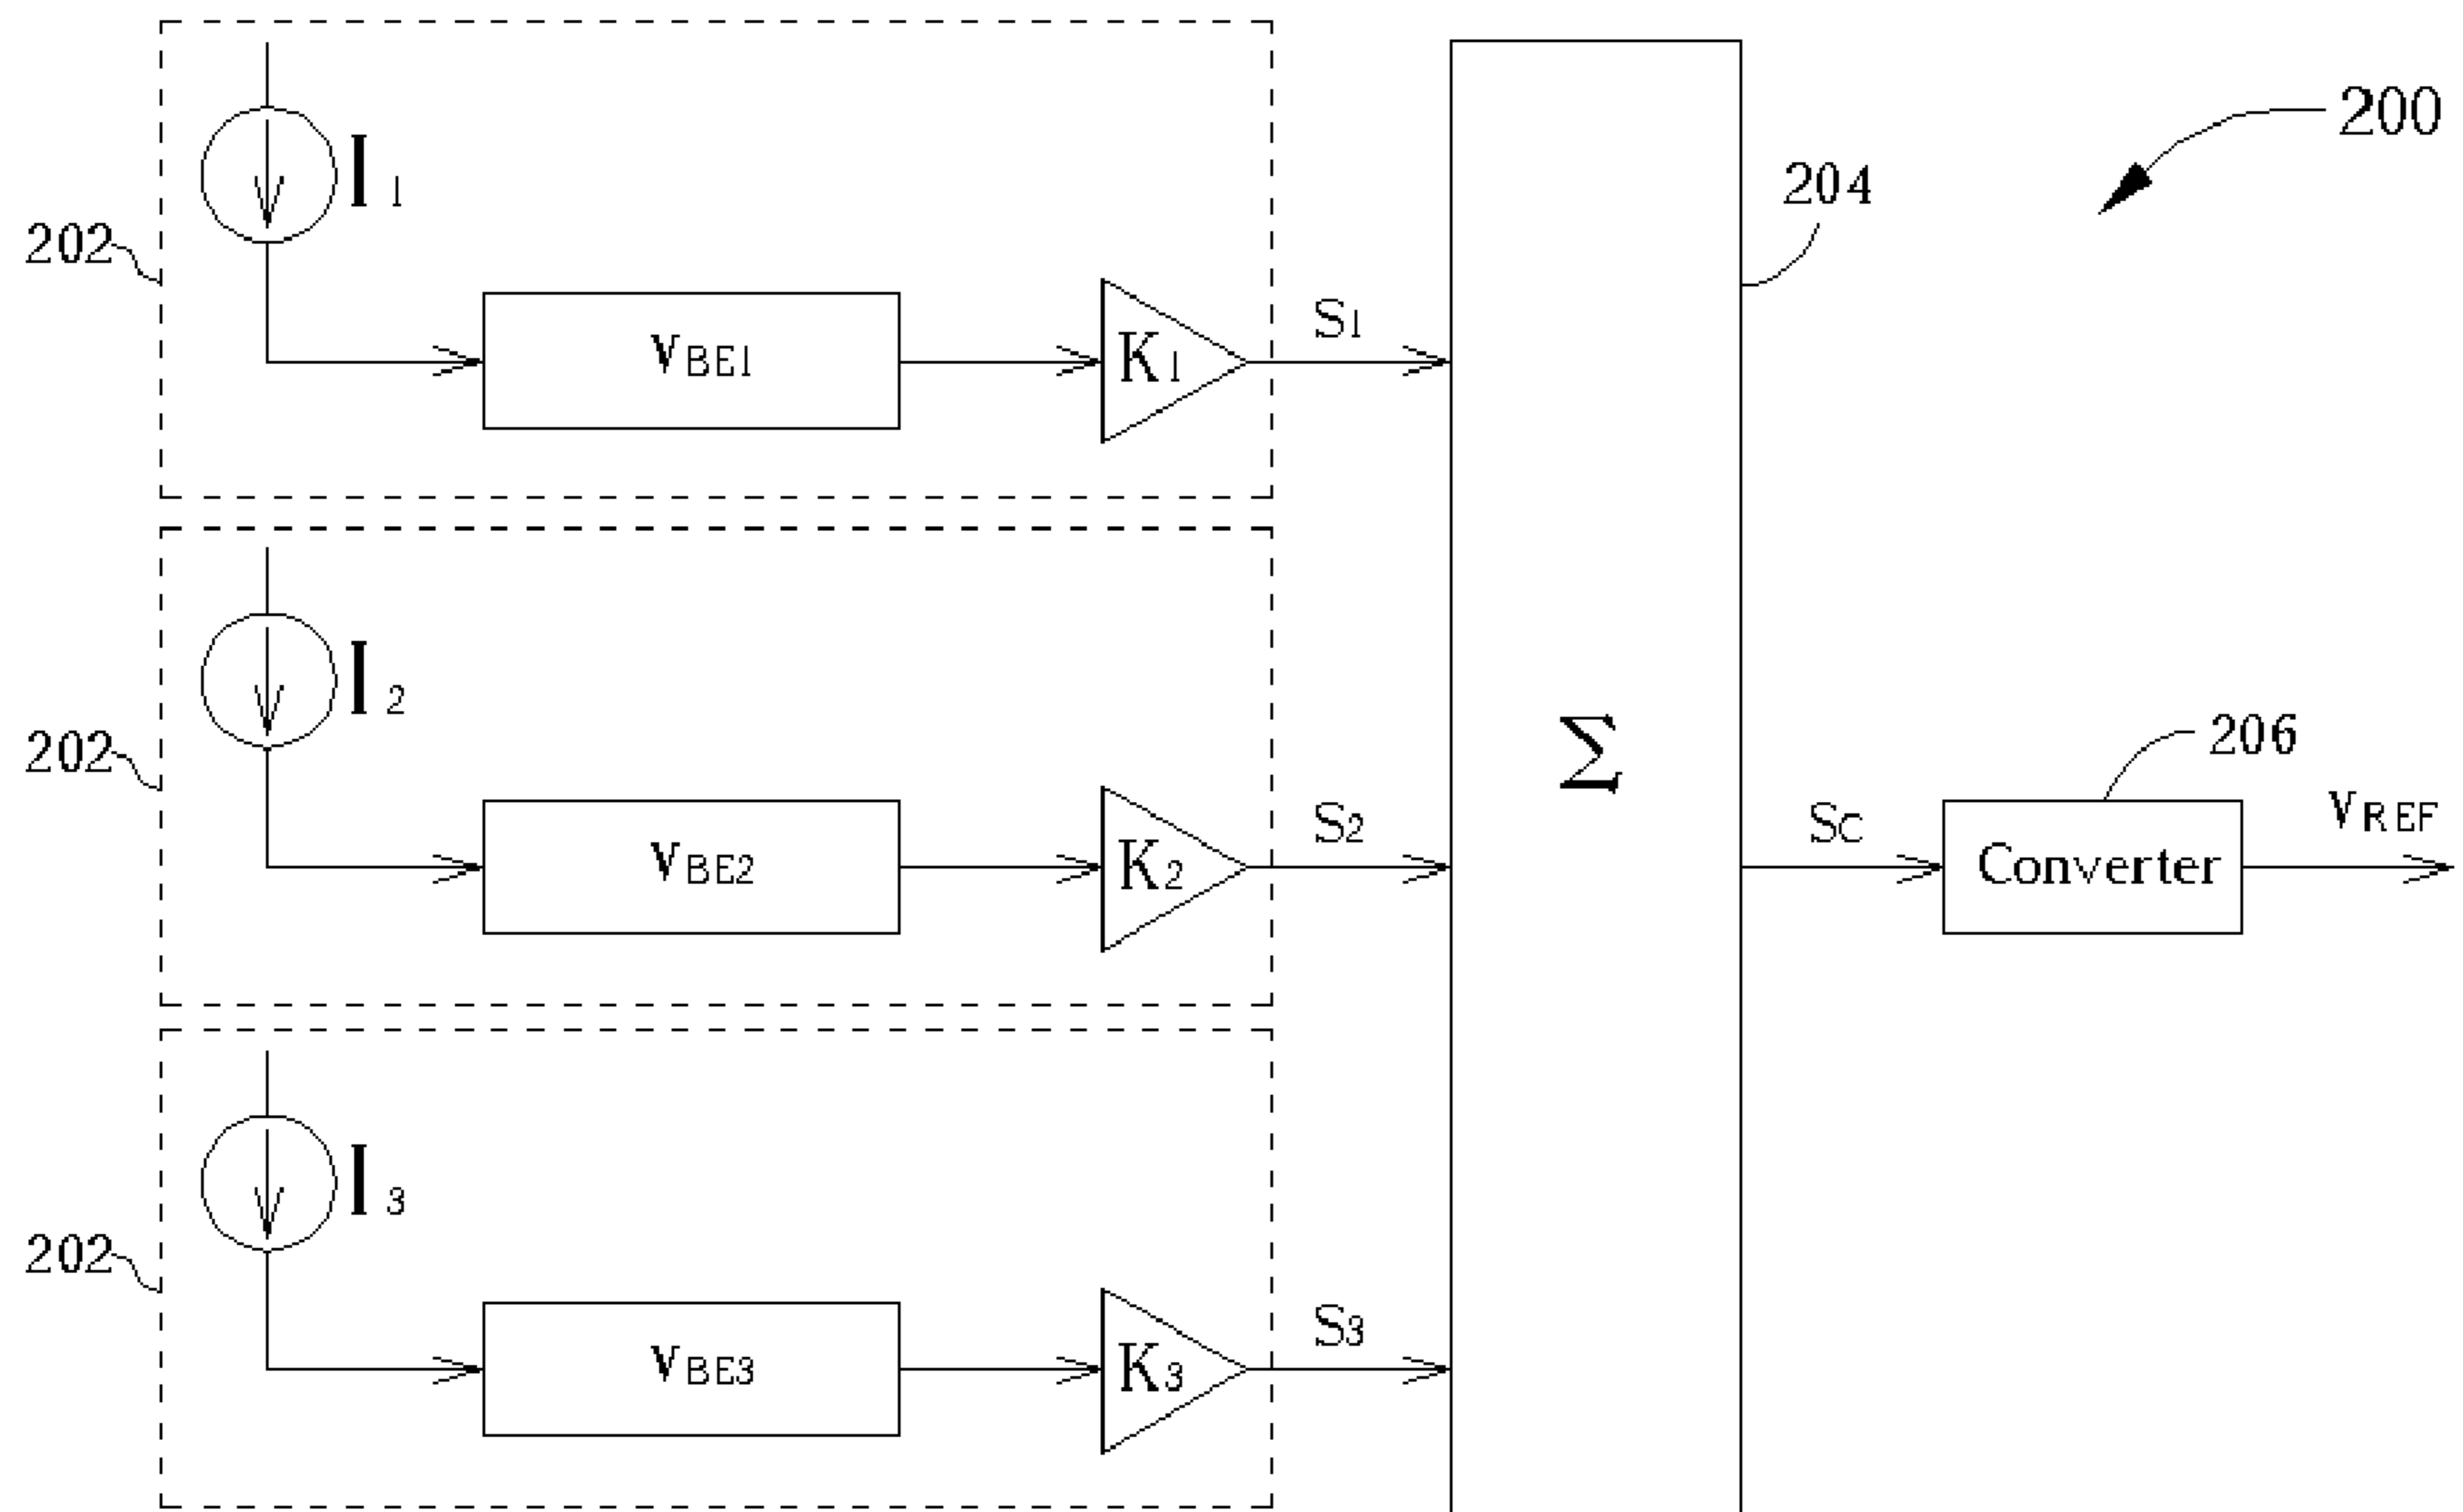 200
204
I1
202
VBE1
K1
S1
I2
202
VBE2
K2
S2
Σ
SC
206
Converter
VREF
I3
202
VBE3
K3
S3